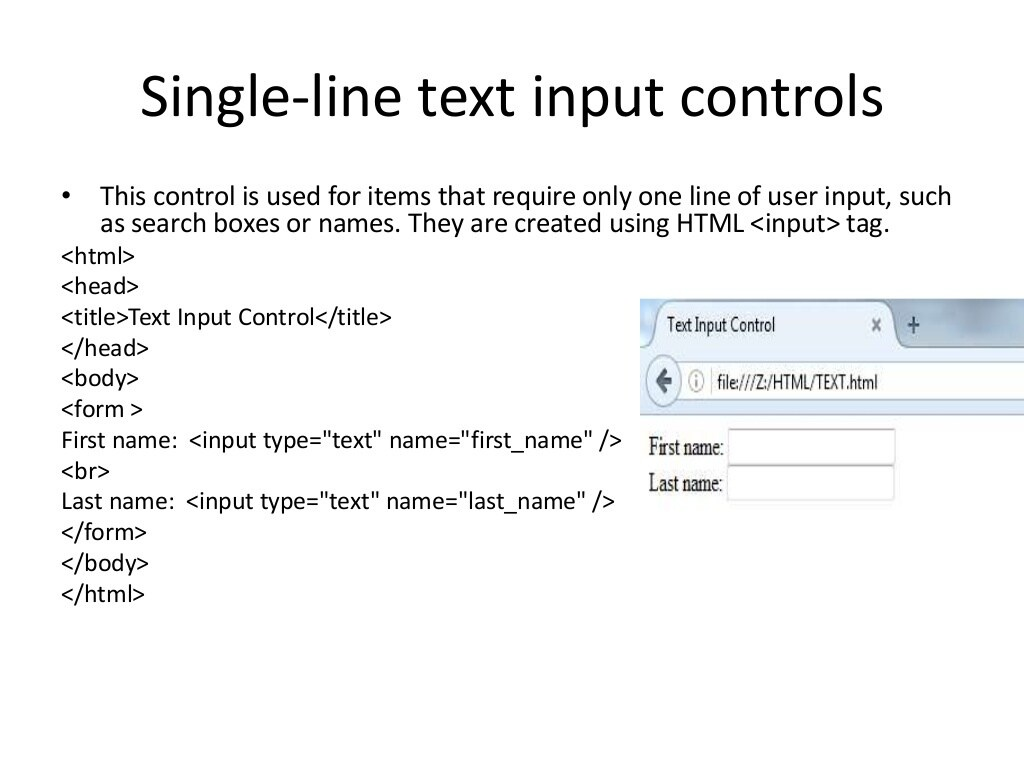 Single-line text input controls
• This control is used for items that require only one line of user input, such
as search boxes or names. They are created using HTML <input> tag.
<html>
<head>
<title>Text Input Control</title>
</head>
<body>
<form >
First name:  <input type="text" name="first_name" />
<br>
Last name:  <input type="text" name="last_name" />
</form>
</body>
</html>
Text Input Control
file:///Z:/HTML/TEXT.html
First name:
Last name: